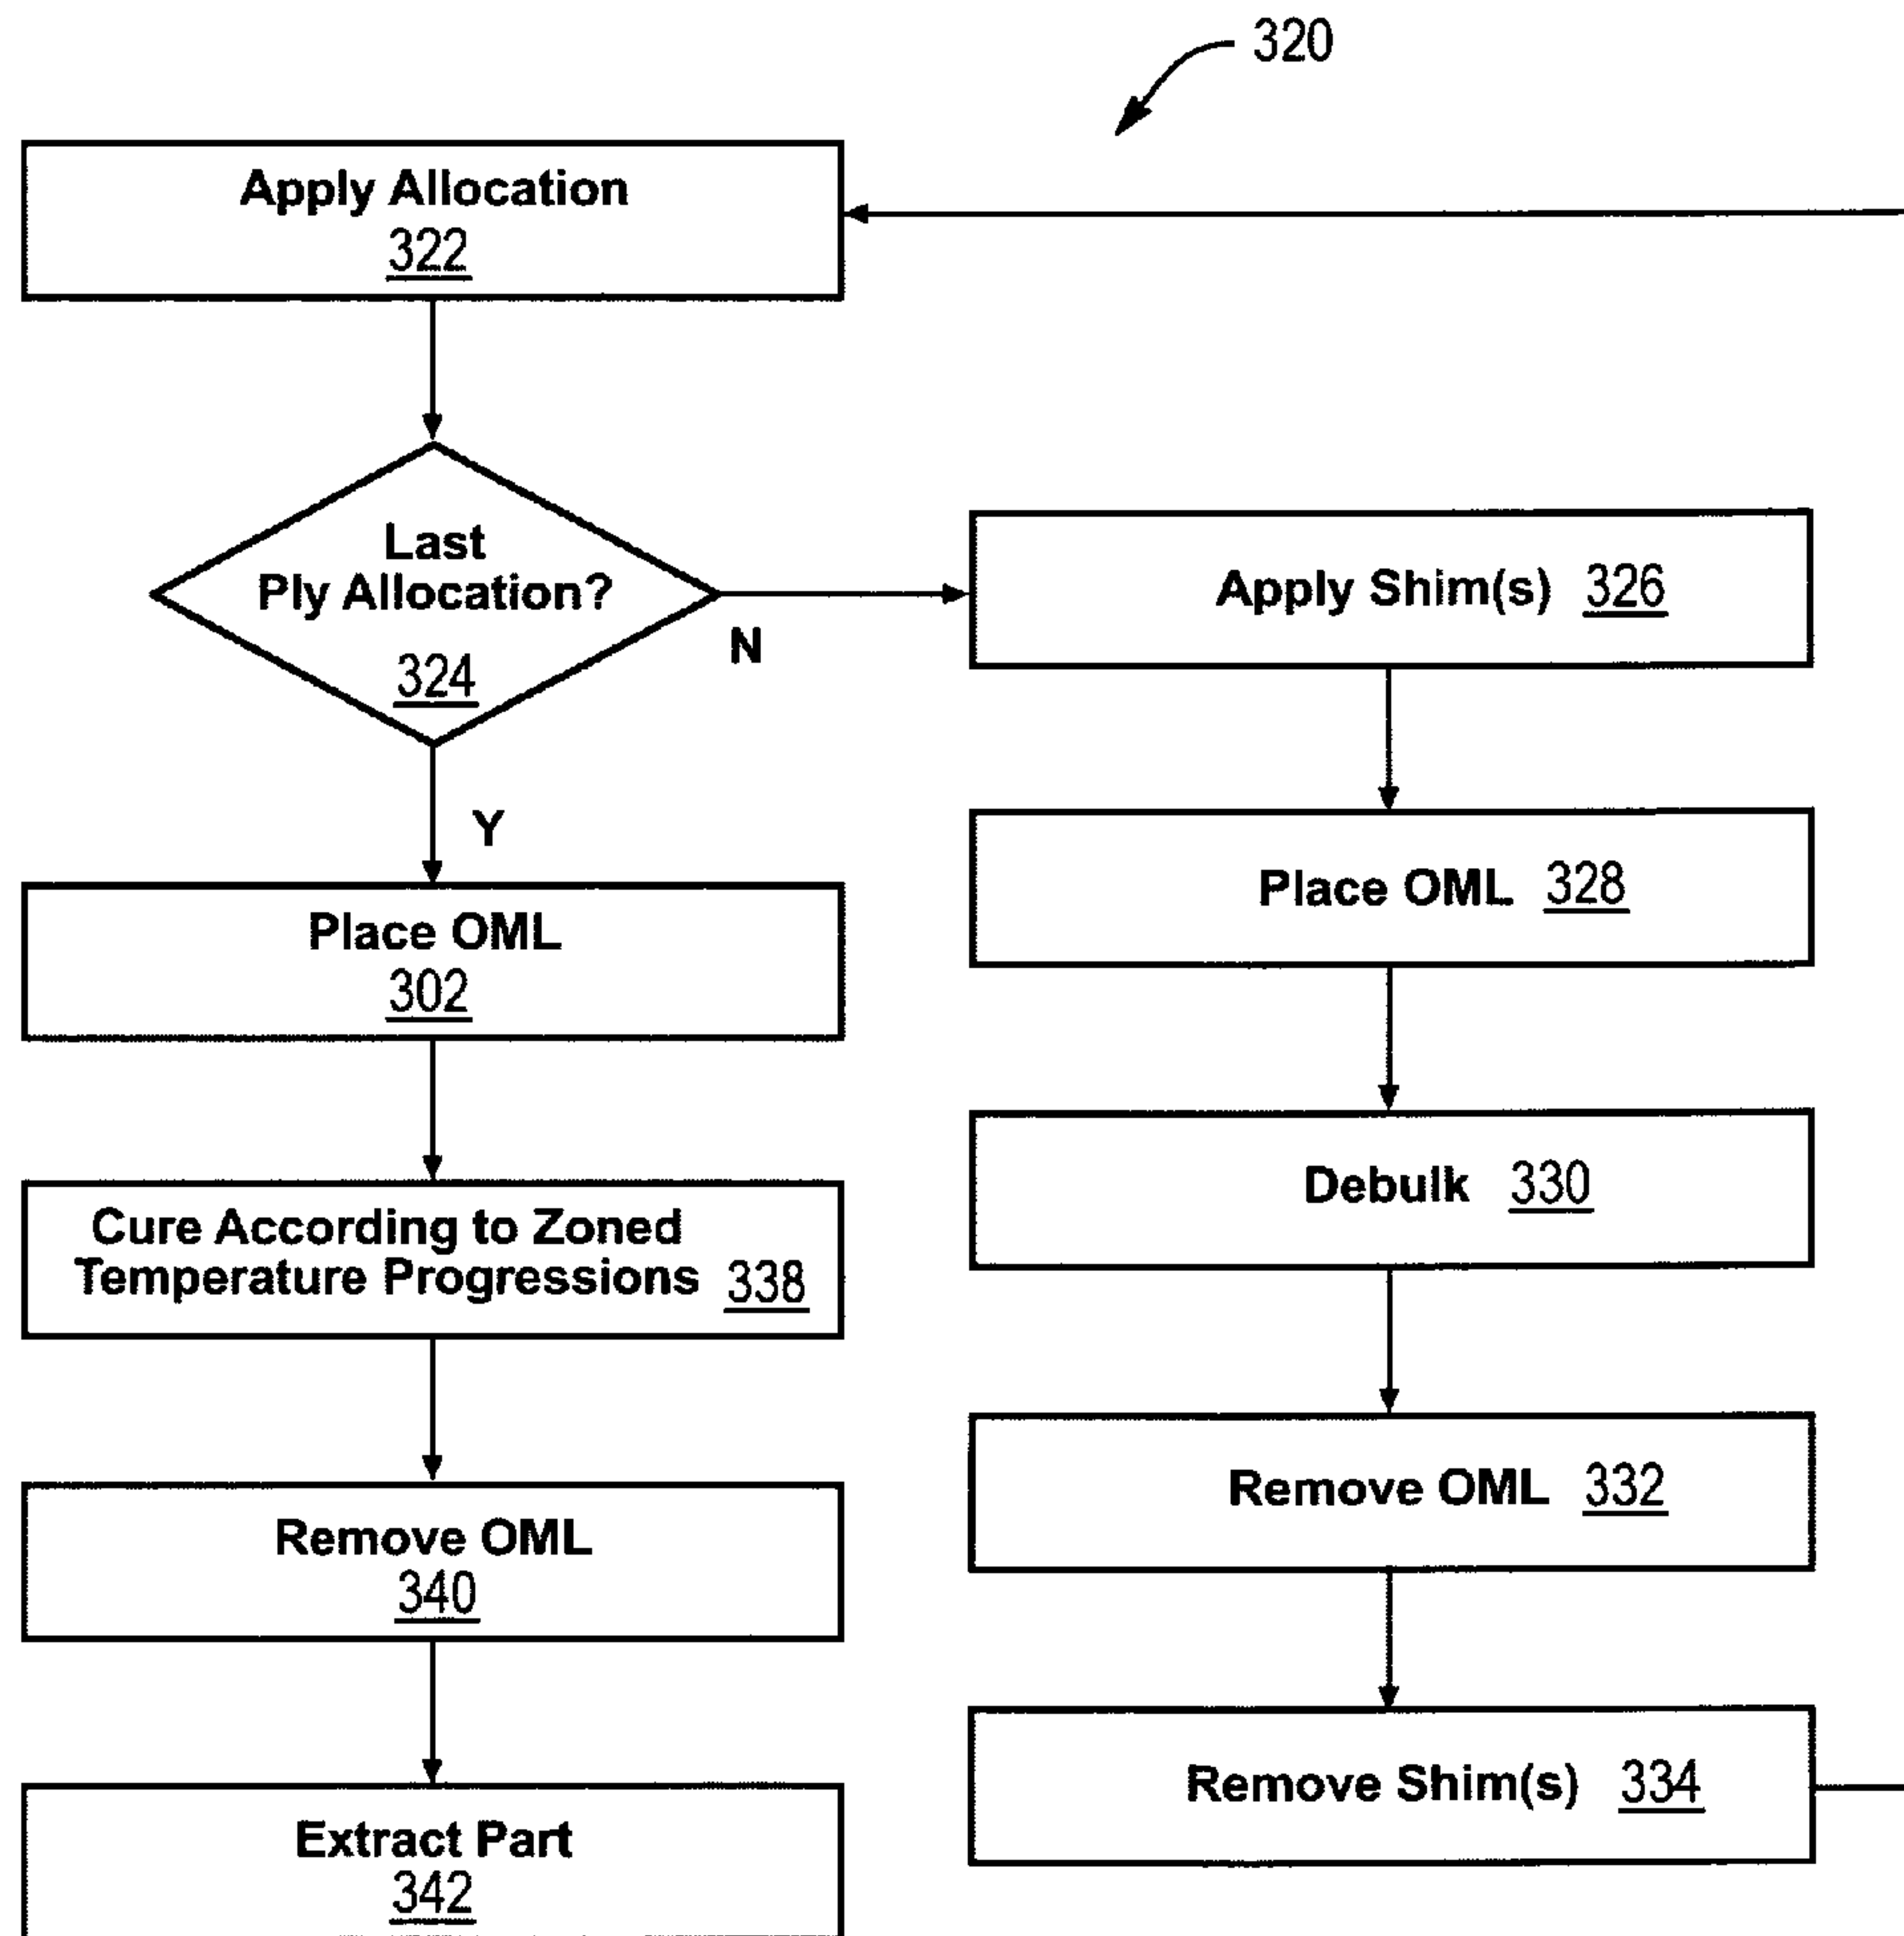 320
Apply Allocation
322
Last
Ply Allocation?
324
N
Y
Place OML
302
Cure According to Zoned
Temperature Progressions 338
Remove OML
340
Extract Part
342
Apply Shim(s) 326
Place OML 328
Debulk 330
Remove OML 332
Remove Shim(s) 334